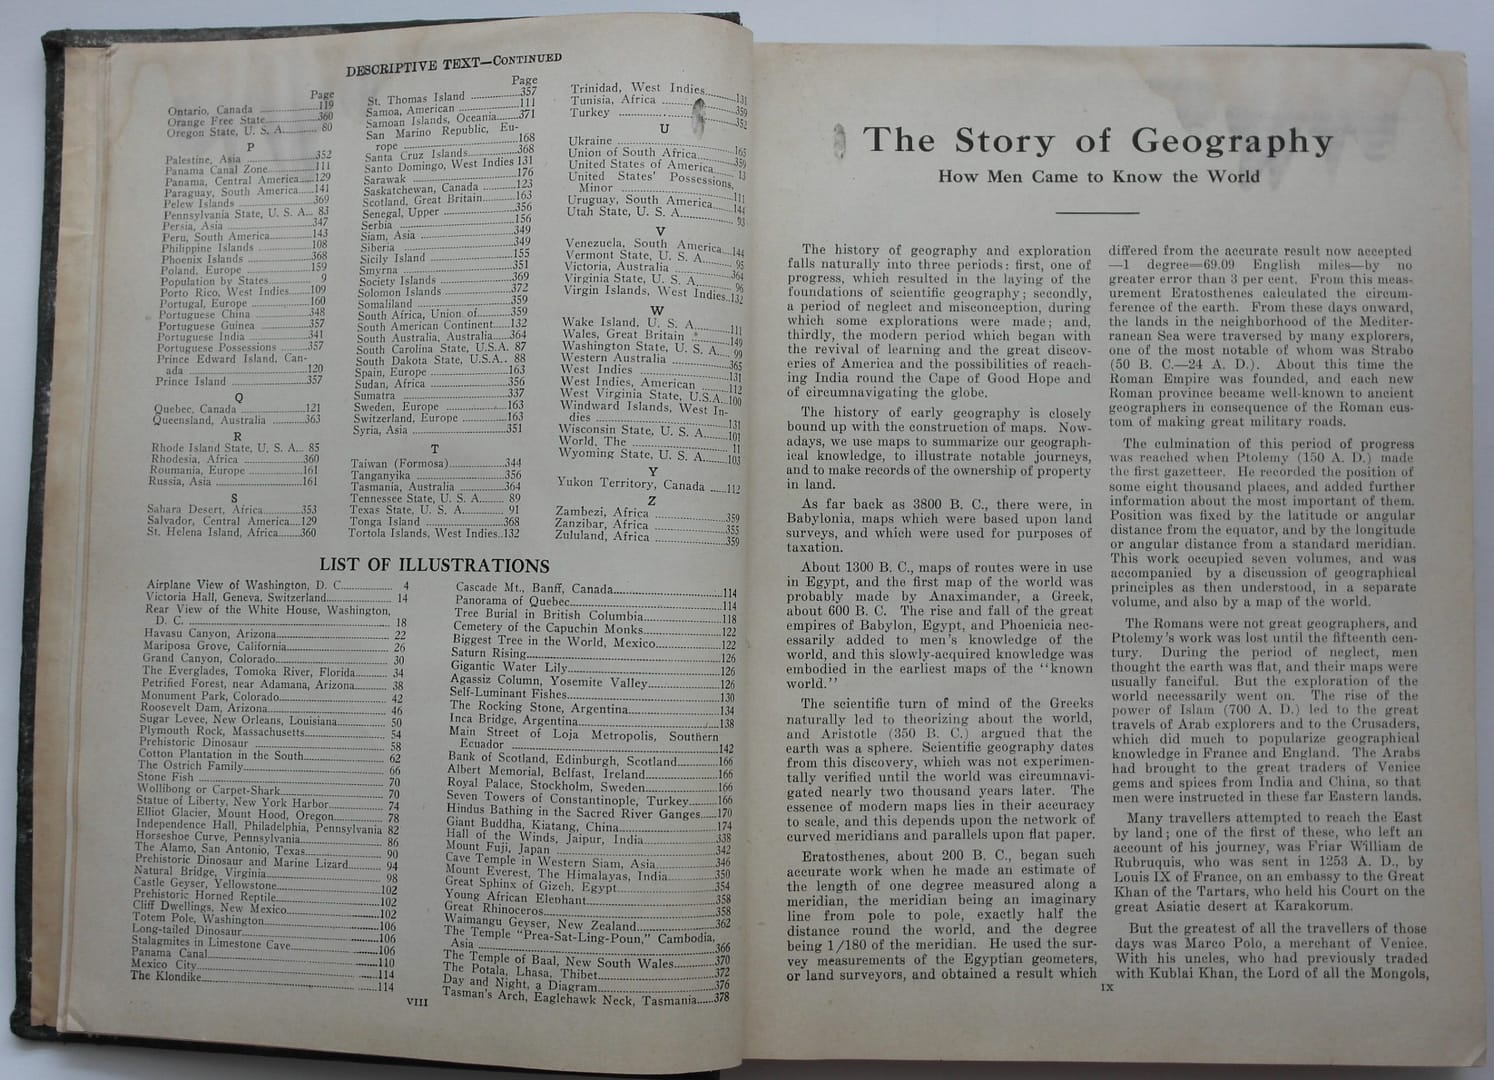 DESCRIPTIVE TEXT—CONTINUED
Page
Ontario, Canada 119
Orange Free State 360
Oregon State, U. S. A. 80
P
Palestine, Asia 352
Panama Canal Zone 111
Panama, Central America 129
Paraguay, South America 141
Pelew Islands 369
Pennsylvania State, U. S. A. 83
Persia, Asia 347
Peru, South America 143
Philippine Islands 108
Phoenix Islands 368
Poland, Europe 159
Population by States 9
Porto Rico, West Indies 109
Portugal, Europe 160
Portuguese China 348
Portuguese Guinea 357
Portuguese India 341
Portuguese Possessions 357
Prince Edward Island, Can-
ada 120
Prince Island 357
Q
Quebec, Canada 121
Queensland, Australia 363
R
Rhode Island State, U. S. A. 85
Rhodesia, Africa 360
Roumania, Europe 161
Russia, Asia 161
S
Sahara Desert, Africa 353
Salvador, Central America 129
St. Helena Island, Africa 360
Page
St. Thomas Island 357
Samoa, American 111
Samoan Islands, Oceania 371
San Marino Republic, Eu-
rope 168
Santa Cruz Islands 368
Santo Domingo, West Indies 131
Sarawak 176
Saskatchewan, Canada 123
Scotland, Great Britain 163
Senegal, Upper 356
Serbia 156
Siam, Asia 349
Siberia 349
Sicily Island 155
Smyrna 351
Society Islands 369
Solomon Islands 372
Somaliland 359
South Africa, Union of 359
South American Continent 132
South Australia, Australia 364
South Carolina State, U.S.A. 87
South Dakota State, U.S.A. 88
Spain, Europe 163
Sudan, Africa 356
Sumatra 337
Sweden, Europe 163
Switzerland, Europe 163
Syria, Asia 351
T
Taiwan (Formosa) 344
Tanganyika 356
Tasmania, Australia 364
Tennessee State, U. S. A. 89
Texas State, U. S. A. 91
Tonga Island 368
Tortola Islands, West Indies 132
Trinidad, West Indies 131
Tunisia, Africa 359
Turkey 352
U
Ukraine 165
Union of South Africa 359
United States of America 13
United States' Possessions,
Minor 111
Uruguay, South America 144
Utah State, U. S. A. 93
V
Venezuela, South America 144
Vermont State, U. S. A. 95
Victoria, Australia 364
Virginia State, U. S. A. 96
Virgin Islands, West Indies 132
W
Wake Island, U. S. A. 111
Wales, Great Britain 149
Washington State, U. S. A. 99
Western Australia 365
West Indies 131
West Indies, American 112
West Virginia State, U.S.A. 100
Windward Islands, West In-
dies 131
Wisconsin State, U. S. A. 101
World, The 11
Wyoming State, U. S. A. 103
Y
Yukon Territory, Canada 112
Z
Zambezi, Africa 359
Zanzibar, Africa 355
Zululand, Africa 359
LIST OF ILLUSTRATIONS
Airplane View of Washington, D. C. 4
Victoria Hall, Geneva, Switzerland 14
Rear View of the White House, Washington,
D. C. 18
Havasu Canyon, Arizona 22
Mariposa Grove, California 26
Grand Canyon, Colorado 30
The Everglades, Tomoka River, Florida 34
Petrified Forest, near Adamana, Arizona 38
Monument Park, Colorado 42
Roosevelt Dam, Arizona 46
Sugar Levee, New Orleans, Louisiana 50
Plymouth Rock, Massachusetts 54
Prehistoric Dinosaur 58
Cotton Plantation in the South 62
The Ostrich Family 66
Stone Fish 70
Wollibong or Carpet-Shark 70
Statue of Liberty, New York Harbor 74
Elliot Glacier, Mount Hood, Oregon 78
Independence Hall, Philadelphia, Pennsylvania 82
Horseshoe Curve, Pennsylvania 86
The Alamo, San Antonio, Texas 90
Prehistoric Dinosaur and Marine Lizard 94
Natural Bridge, Virginia 98
Castle Geyser, Yellowstone 102
Prehistoric Horned Reptile 102
Cliff Dwellings, New Mexico 102
Totem Pole, Washington 106
Long-tailed Dinosaur 106
Stalagmites in Limestone Cave 106
Panama Canal 110
Mexico City 114
The Klondike 114
Cascade Mt., Banff, Canada 114
Panorama of Quebec 114
Tree Burial in British Columbia 118
Cemetery of the Capuchin Monks 122
Biggest Tree in the World, Mexico 122
Saturn Rising 126
Gigantic Water Lily 126
Agassiz Column, Yosemite Valley 126
Self-Luminant Fishes 130
The Rocking Stone, Argentina 134
Inca Bridge, Argentina 138
Main Street of Loja Metropolis, Southern
Ecuador 142
Bank of Scotland, Edinburgh, Scotland 166
Albert Memorial, Belfast, Ireland 166
Royal Palace, Stockholm, Sweden 166
Seven Towers of Constantinople, Turkey 166
Hindus Bathing in the Sacred River Ganges 170
Giant Buddha, Kiatang, China 174
Hall of the Winds, Jaipur, India 338
Mount Fuji, Japan 342
Cave Temple in Western Siam, Asia 346
Mount Everest, The Himalayas, India 350
Great Sphinx of Gizeh, Egypt 354
Young African Elephant 358
Great Rhinoceros 358
Waimangu Geyser, New Zealand 362
The Temple "Prea-Sat-Ling-Poun," Cambodia,
Asia 366
The Temple of Baal, New South Wales 370
The Potala, Lhasa, Thibet 372
Day and Night, a Diagram 376
Tasman's Arch, Eaglehawk Neck, Tasmania 378
VIII
The Story of Geography
How Men Came to Know the World
The history of geography and exploration
falls naturally into three periods: first, one of
progress, which resulted in the laying of the
foundations of scientific geography; secondly,
a period of neglect and misconception, during
which some explorations were made; and,
thirdly, the modern period which began with
the revival of learning and the great discov-
eries of America and the possibilities of reach-
ing India round the Cape of Good Hope and
of circumnavigating the globe.
The history of early geography is closely
bound up with the construction of maps. Now-
adays, we use maps to summarize our geograph-
ical knowledge, to illustrate notable journeys,
and to make records of the ownership of property
in land.
As far back as 3800 B. C., there were, in
Babylonia, maps which were based upon land
surveys, and which were used for purposes of
taxation.
About 1300 B. C., maps of routes were in use
in Egypt, and the first map of the world was
probably made by Anaximander, a Greek,
about 600 B. C. The rise and fall of the great
empires of Babylon, Egypt, and Phoenicia nec-
essarily added to men's knowledge of the
world, and this slowly-acquired knowledge was
embodied in the earliest maps of the "known
world."
The scientific turn of mind of the Greeks
naturally led to theorizing about the world,
and Aristotle (350 B. C.) argued that the
earth was a sphere. Scientific geography dates
from this discovery, which was not experimen-
tally verified until the world was circumnavi-
gated nearly two thousand years later. The
essence of modern maps lies in their accuracy
to scale, and this depends upon the network of
curved meridians and parallels upon flat paper.
Eratosthenes, about 200 B. C., began such
accurate work when he made an estimate of
the length of one degree measured along a
meridian, the meridian being an imaginary
line from pole to pole, exactly half the
distance round the world, and the degree
being 1/180 of the meridian. He used the sur-
vey measurements of the Egyptian geometers,
or land surveyors, and obtained a result which
differed from the accurate result now accepted
—1 degree=69.09 English miles—by no
greater error than 3 per cent. From this meas-
urement Eratosthenes calculated the circum-
ference of the earth. From these days onward,
the lands in the neighborhood of the Mediter-
ranean Sea were traversed by many explorers,
one of the most notable of whom was Strabo
(50 B. C.—24 A. D.). About this time the
Roman Empire was founded, and each new
Roman province became well-known to ancient
geographers in consequence of the Roman cus-
tom of making great military roads.
The culmination of this period of progress
was reached when Ptolemy (150 A. D.) made
the first gazetteer. He recorded the position of
some eight thousand places, and added further
information about the most important of them.
Position was fixed by the latitude or angular
distance from the equator, and by the longitude
or angular distance from a standard meridian.
This work occupied seven volumes, and was
accompanied by a discussion of geographical
principles as then understood, in a separate
volume, and also by a map of the world.
The Romans were not great geographers, and
Ptolemy's work was lost until the fifteenth cen-
tury. During the period of neglect, men
thought the earth was flat, and their maps were
usually fanciful. But the exploration of the
world necessarily went on. The rise of the
power of Islam (700 A. D.) led to the great
travels of Arab explorers and to the Crusaders,
which did much to popularize geographical
knowledge in France and England. The Arabs
had brought to the great traders of Venice
gems and spices from India and China, so that
men were instructed in these far Eastern lands.
Many travellers attempted to reach the East
by land; one of the first of these, who left an
account of his journey, was Friar William de
Rubruquis, who was sent in 1253 A. D., by
Louis IX of France, on an embassy to the Great
Khan of the Tartars, who held his Court on the
great Asiatic desert at Karakorum.
But the greatest of all the travellers of those
days was Marco Polo, a merchant of Venice.
With his uncles, who had previously traded
with Kublai Khan, the Lord of all the Mongols,
IX